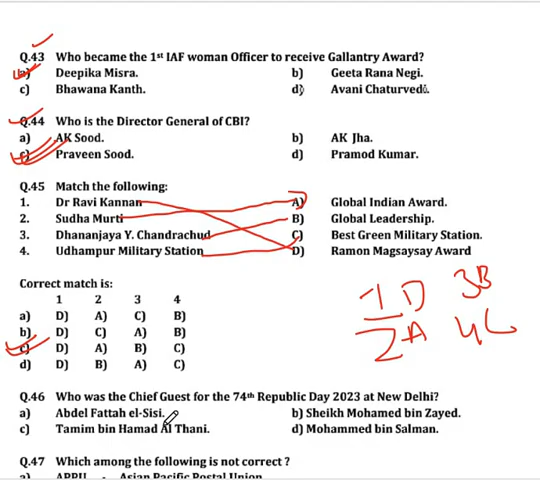 Q.43 Who became the 1st IAF woman Officer to receive Gallantry Award?
a) Deepika Misra. b) Geeta Rana Negi.
c) Bhawana Kanth. d) Avani Chaturvedi.
Q.44 Who is the Director General of CBI?
a) AK Sood. b) AK Jha.
c) Praveen Sood. d) Pramod Kumar.
Q.45 Match the following:
1. Dr Ravi Kannan A) Global Indian Award.
2. Sudha Murti B) Global Leadership.
3. Dhananjaya Y. Chandrachud C) Best Green Military Station.
4. Udhampur Military Station D) Ramon Magsaysay Award
Correct match is:
1 2 3 4
a) D) A) C) B)
b) D) C) A) B)
c) D) A) B) C)
d) D) B) A) C)
1D 3B
2A 4C
Q.46 Who was the Chief Guest for the 74th Republic Day 2023 at New Delhi?
a) Abdel Fattah el-Sisi. b) Sheikh Mohamed bin Zayed.
c) Tamim bin Hamad Al Thani. d) Mohammed bin Salman.
Q.47 Which among the following is not correct ?
a) APPU - Asian Pacific Postal Union